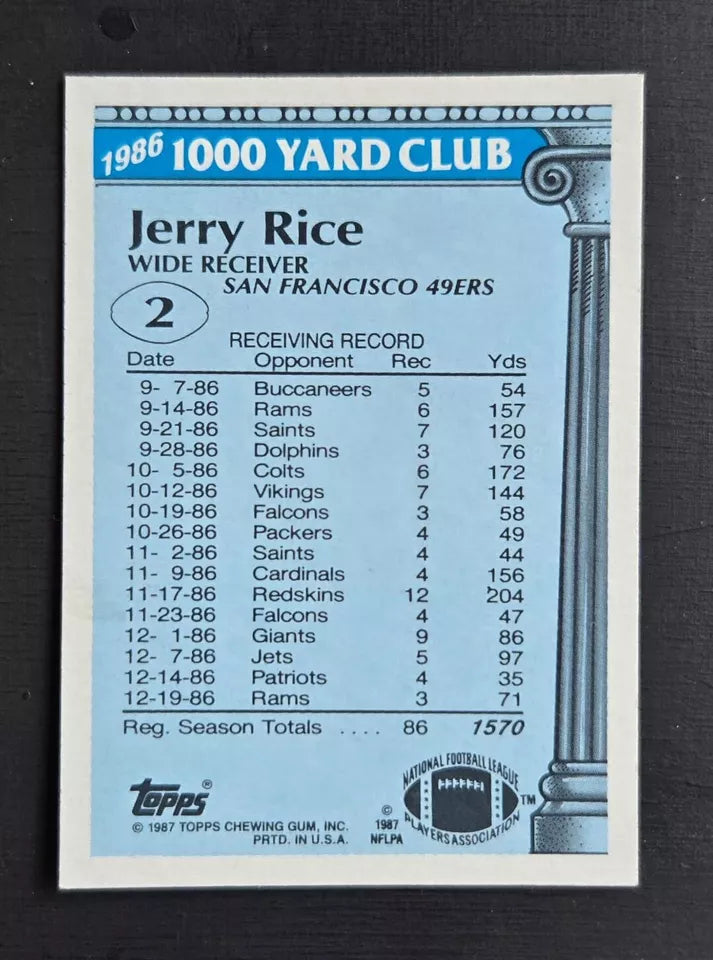 1986 1000 YARD CLUB
Jerry Rice
WIDE RECEIVER
SAN FRANCISCO 49ERS
2
RECEIVING RECORD
Date Opponent Rec Yds
9- 7-86 Buccaneers 5 54
9-14-86 Rams 6 157
9-21-86 Saints 7 120
9-28-86 Dolphins 3 76
10- 5-86 Colts 6 172
10-12-86 Vikings 7 144
10-19-86 Falcons 3 58
10-26-86 Packers 4 49
11- 2-86 Saints 4 44
11- 9-86 Cardinals 4 156
11-17-86 Redskins 12 204
11-23-86 Falcons 4 47
12- 1-86 Giants 9 86
12- 7-86 Jets 5 97
12-14-86 Patriots 4 35
12-19-86 Rams 3 71
Reg. Season Totals .... 86 1570
topps®
© 1987 TOPPS CHEWING GUM, INC.
PRTD. IN U.S.A.
©
1987
NFLPA
NATIONAL FOOTBALL LEAGUE
PLAYERS ASSOCIATION
TM